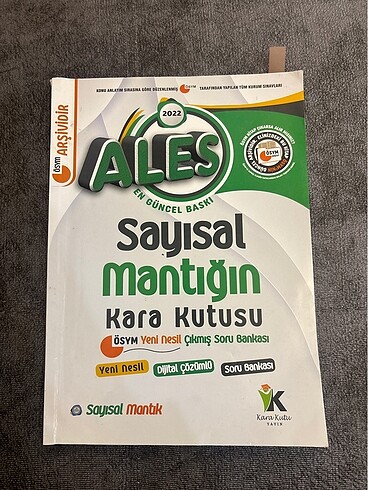 KONU ANLATIM SIRASINA GÖRE DÜZENLENMİŞ ÖSYM TARAFINDAN YAPILAN TÜM KURUM SINAVLARI
ÖSYM ARŞİVİDİR
2022
ALES
EN GÜNCEL BASKI
ÖSYM
Sayısal
Mantığın
Kara Kutusu
ÖSYM Yeni Nesil Çıkmış Soru Bankası
Yeni Nesil
Dijital Çözümlü
Soru Bankası
Sayısal Mantık
K
Kara Kutu
YAYIN